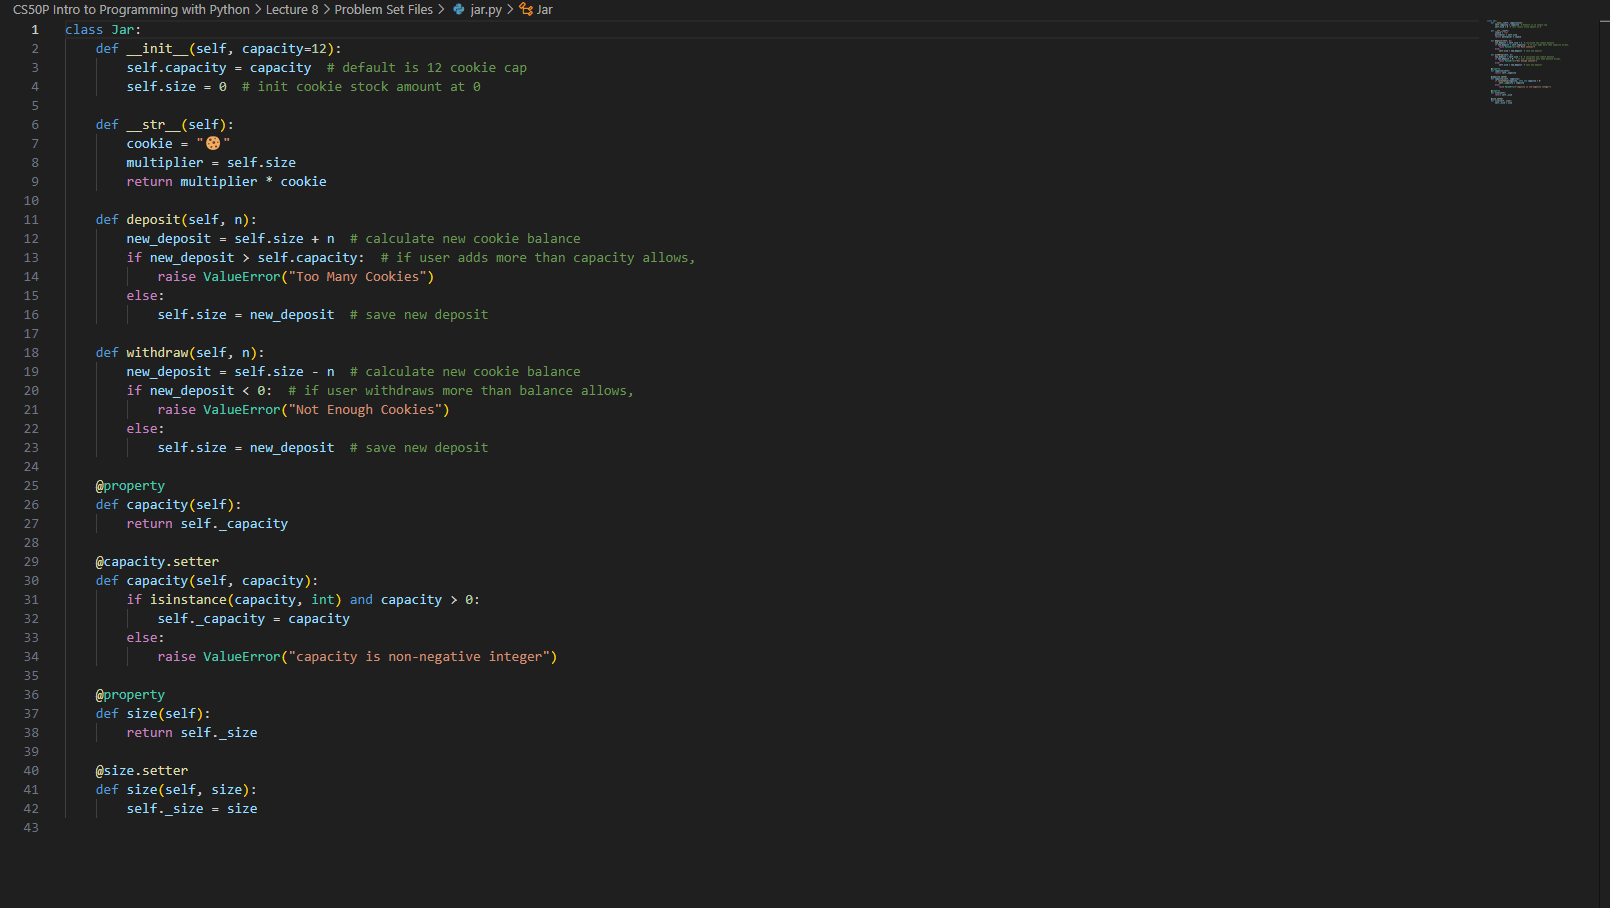 CS50P Intro to Programming with Python > Lecture 8 > Problem Set Files > jar.py > Jar
1 class Jar:
2     def __init__(self, capacity=12):
3         self.capacity = capacity  # default is 12 cookie cap
4         self.size = 0  # init cookie stock amount at 0
5
6     def __str__(self):
7         cookie = "🍪"
8         multiplier = self.size
9         return multiplier * cookie
10
11     def deposit(self, n):
12         new_deposit = self.size + n  # calculate new cookie balance
13         if new_deposit > self.capacity:  # if user adds more than capacity allows,
14             raise ValueError("Too Many Cookies")
15         else:
16             self.size = new_deposit  # save new deposit
17
18     def withdraw(self, n):
19         new_deposit = self.size - n  # calculate new cookie balance
20         if new_deposit < 0:  # if user withdraws more than balance allows,
21             raise ValueError("Not Enough Cookies")
22         else:
23             self.size = new_deposit  # save new deposit
24
25     @property
26     def capacity(self):
27         return self._capacity
28
29     @capacity.setter
30     def capacity(self, capacity):
31         if isinstance(capacity, int) and capacity > 0:
32             self._capacity = capacity
33         else:
34             raise ValueError("capacity is non-negative integer")
35
36     @property
37     def size(self):
38         return self._size
39
40     @size.setter
41     def size(self, size):
42         self._size = size
43